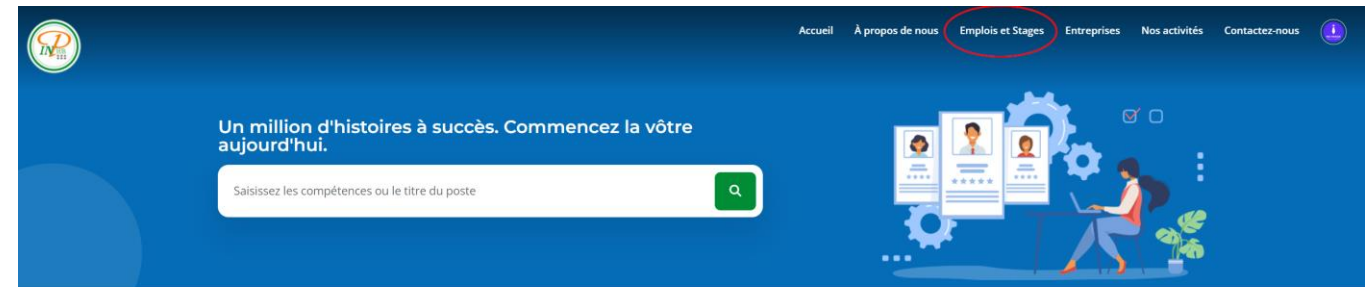 Accueil À propos de nous Emplois et Stages Entreprises Nos activités Contactez-nous
Un million d'histoires à succès. Commencez la vôtre
aujourd'hui.
Saisissez les compétences ou le titre du poste